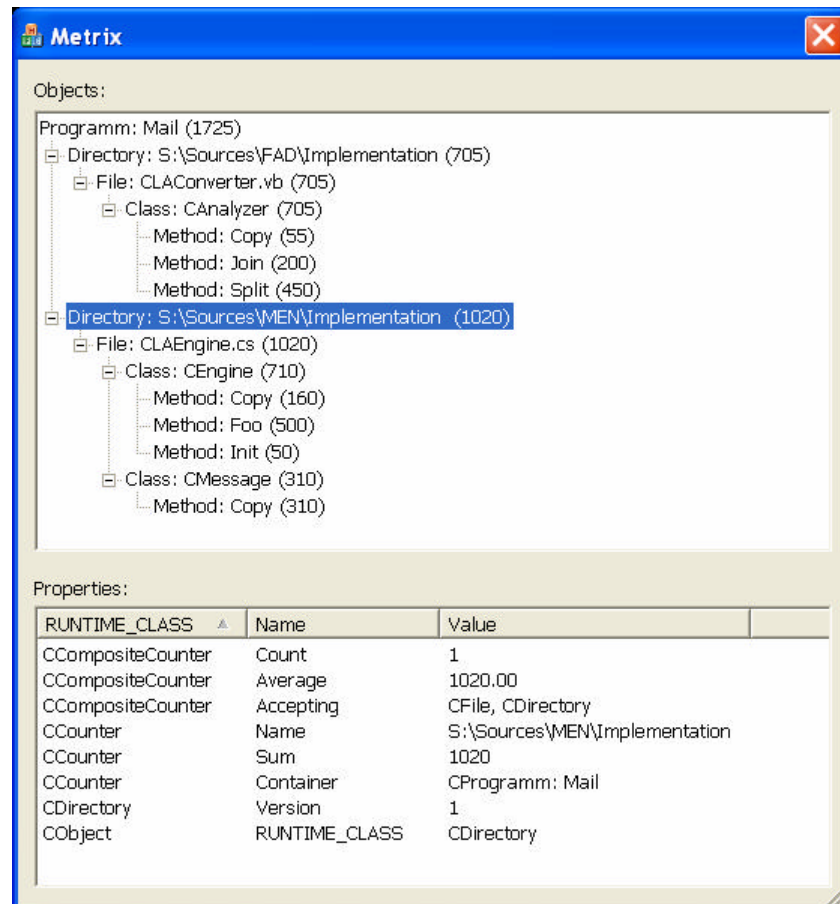 Metrix
Objects:
Programm: Mail (1725)
Directory: S:\Sources\FAD\Implementation (705)
File: CLAConverter.vb (705)
Class: CAnalyzer (705)
Method: Copy (55)
Method: Join (200)
Method: Split (450)
Directory: S:\Sources\MEN\Implementation (1020)
File: CLAEngine.cs (1020)
Class: CEngine (710)
Method: Copy (160)
Method: Foo (500)
Method: Init (50)
Class: CMessage (310)
Method: Copy (310)
Properties:
RUNTIME_CLASS Name Value
CCompositeCounter Count 1
CCompositeCounter Average 1020.00
CCompositeCounter Accepting CFile, CDirectory
CCounter Name S:\Sources\MEN\Implementation
CCounter Sum 1020
CCounter Container CProgramm: Mail
CDirectory Version 1
CObject RUNTIME_CLASS CDirectory